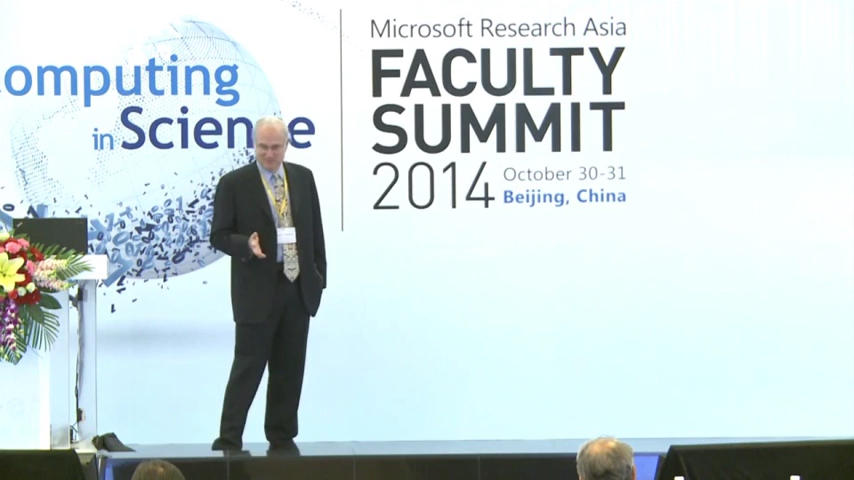 omputing
in Science
Microsoft Research Asia
FACULTY
SUMMIT
2014 October 30-31
Beijing, China